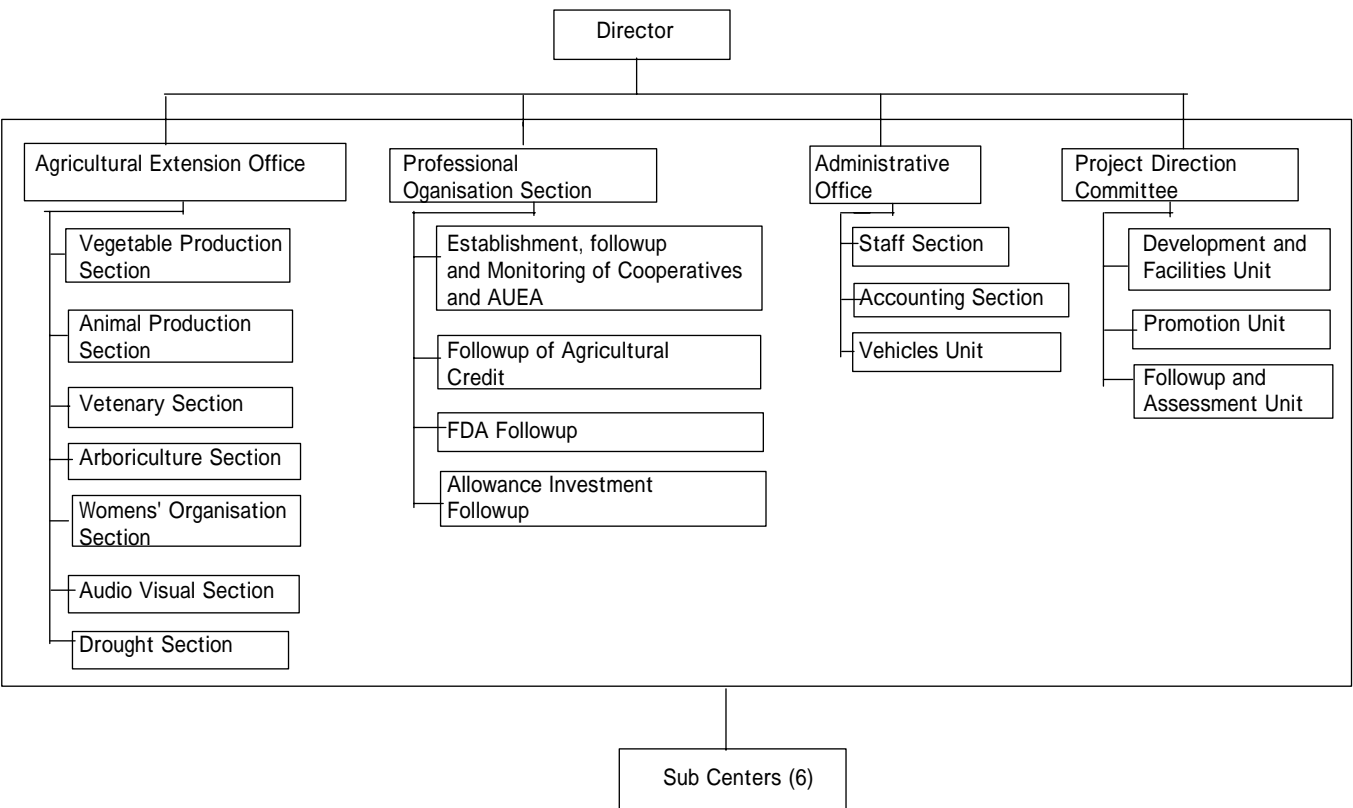 Director
Agricultural Extension Office
Vegetable Production
Section
Animal Production
Section
Vetenary Section
Arboriculture Section
Womens' Organisation
Section
Audio Visual Section
Drought Section
Professional
Oganisation Section
Establishment, followup
and Monitoring of Cooperatives
and AUEA
Followup of Agricultural
Credit
FDA Followup
Allowance Investment
Followup
Administrative
Office
Staff Section
Accounting Section
Vehicles Unit
Project Direction
Committee
Development and
Facilities Unit
Promotion Unit
Followup and
Assessment Unit
Sub Centers (6)